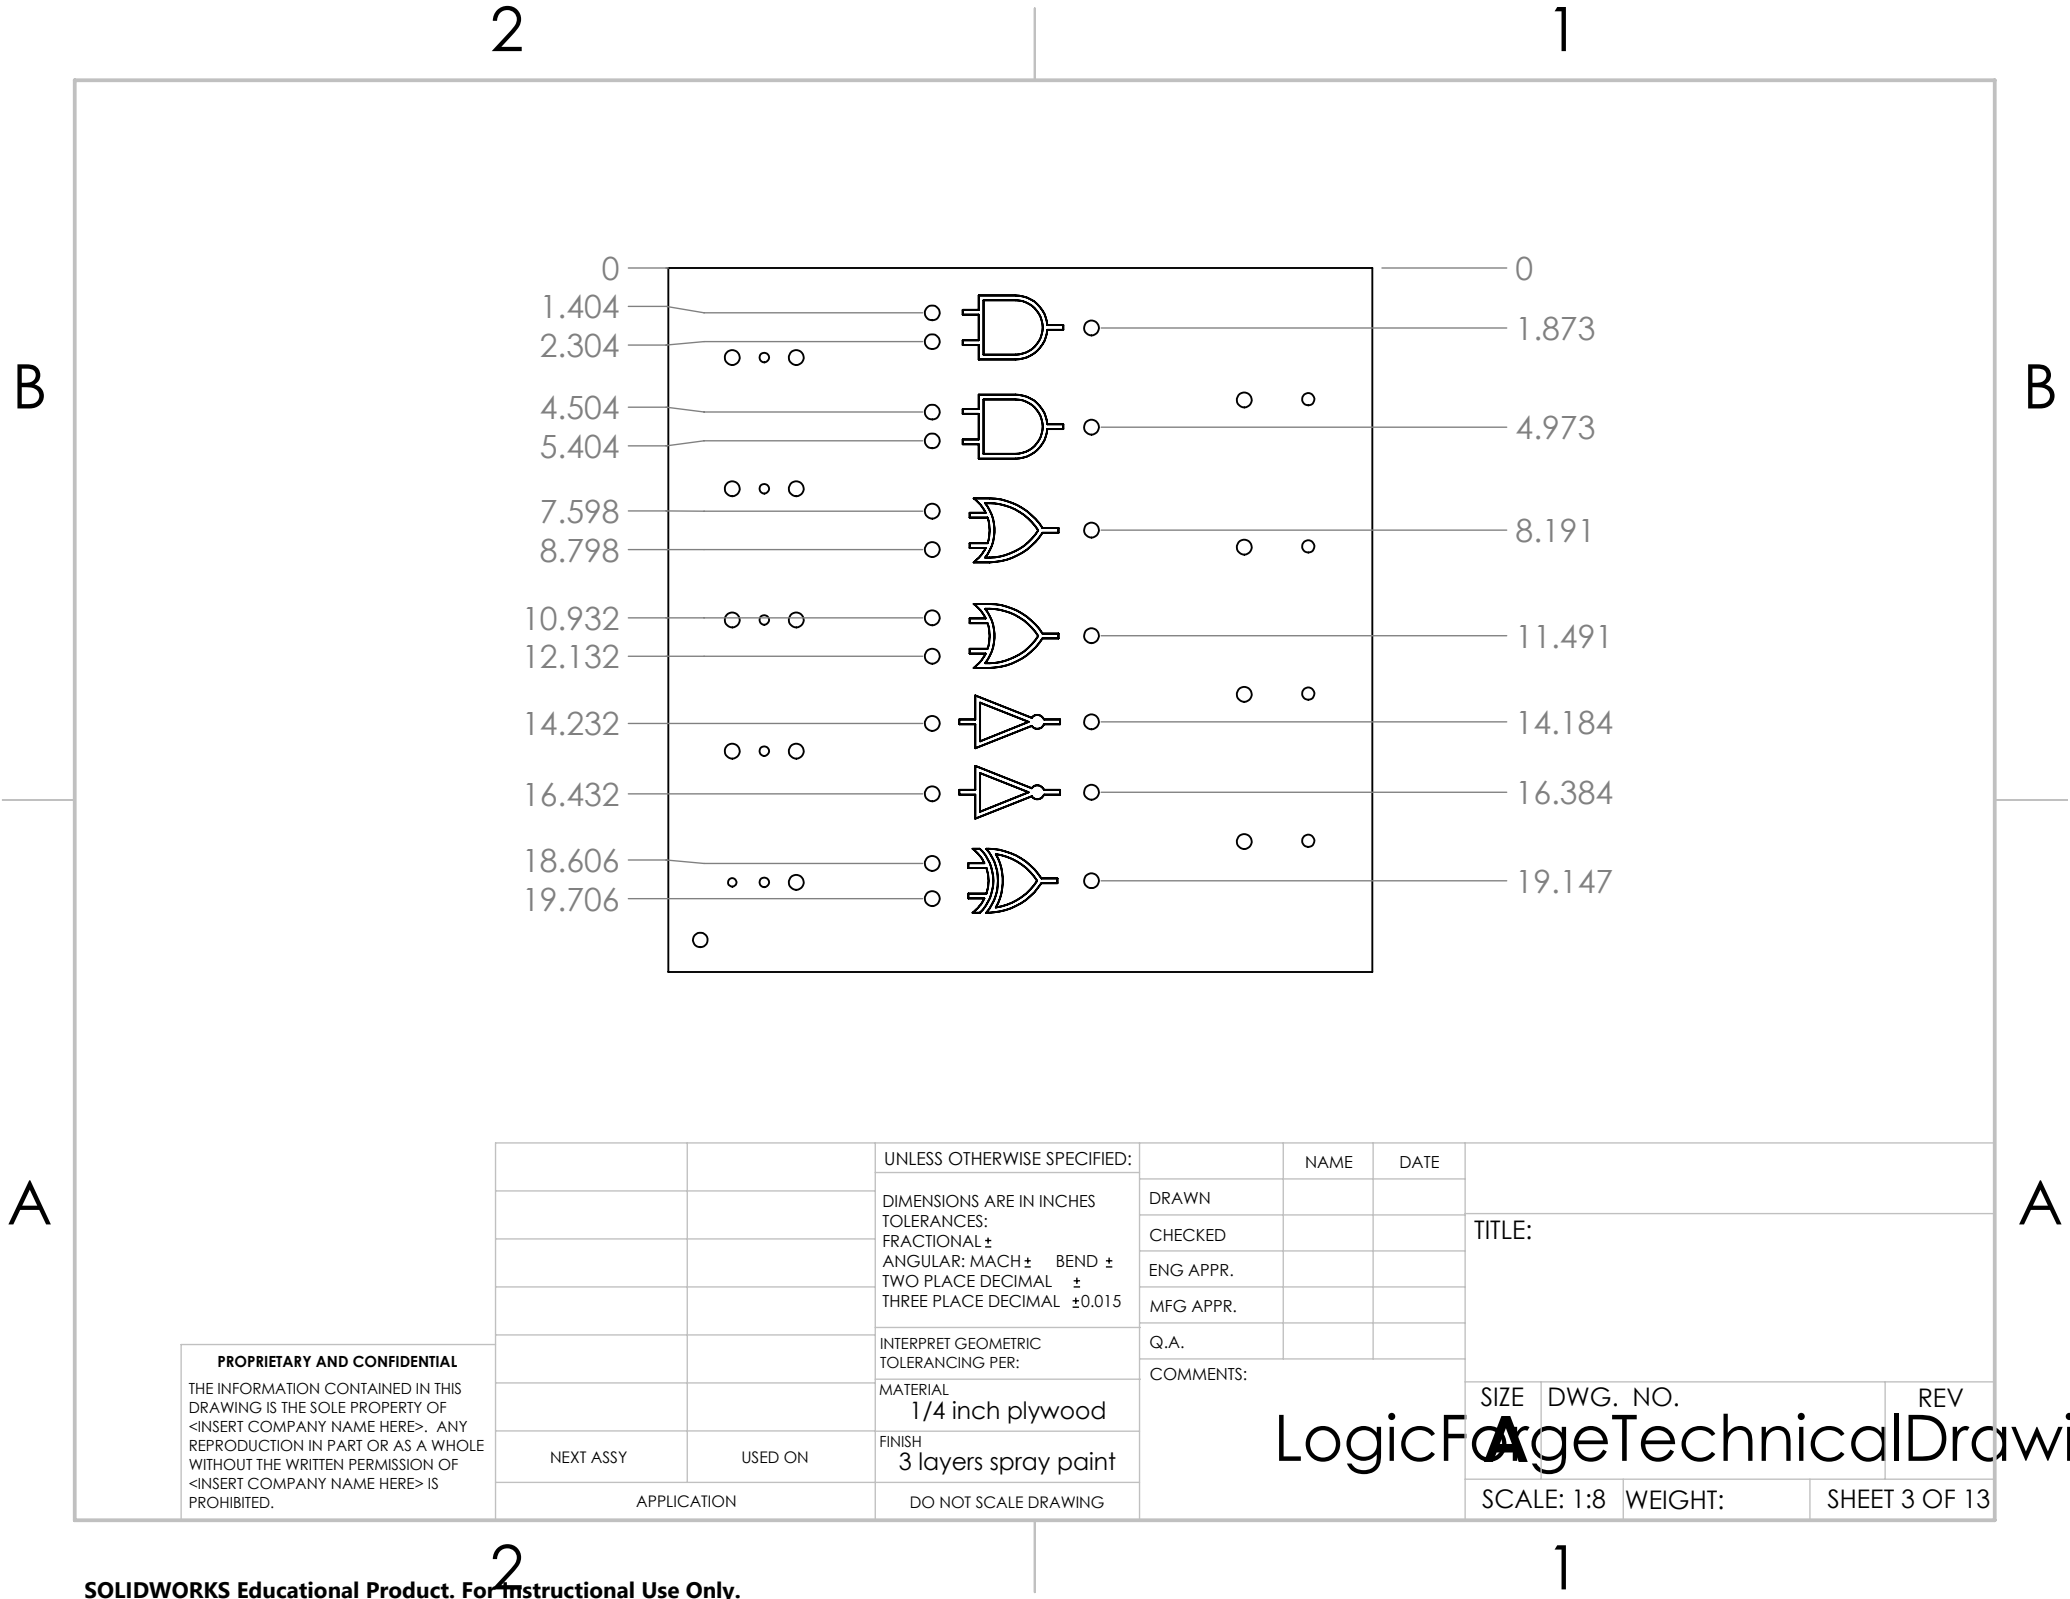 2 1
B B
0 0
1.404
1.873
2.304
4.504
4.973
5.404
7.598
8.191
8.798
10.932
11.491
12.132
14.232 14.184
16.432 16.384
18.606
19.147
19.706
A A
UNLESS OTHERWISE SPECIFIED:
DIMENSIONS ARE IN INCHES
TOLERANCES:
FRACTIONAL ±
ANGULAR: MACH ± BEND ±
TWO PLACE DECIMAL ±
THREE PLACE DECIMAL ±0.015
INTERPRET GEOMETRIC
TOLERANCING PER:
MATERIAL
1/4 inch plywood
FINISH
3 layers spray paint
DO NOT SCALE DRAWING
NAME DATE
DRAWN
CHECKED
ENG APPR.
MFG APPR.
Q.A.
COMMENTS:
TITLE:
SIZE DWG. NO. REV
A
LogicForgeTechnicalDrawi
SCALE: 1:8 WEIGHT: SHEET 3 OF 13
PROPRIETARY AND CONFIDENTIAL
THE INFORMATION CONTAINED IN THIS
DRAWING IS THE SOLE PROPERTY OF
<INSERT COMPANY NAME HERE>. ANY
REPRODUCTION IN PART OR AS A WHOLE
WITHOUT THE WRITTEN PERMISSION OF
<INSERT COMPANY NAME HERE> IS
PROHIBITED.
NEXT ASSY USED ON
APPLICATION
2 1
SOLIDWORKS Educational Product. For Instructional Use Only.